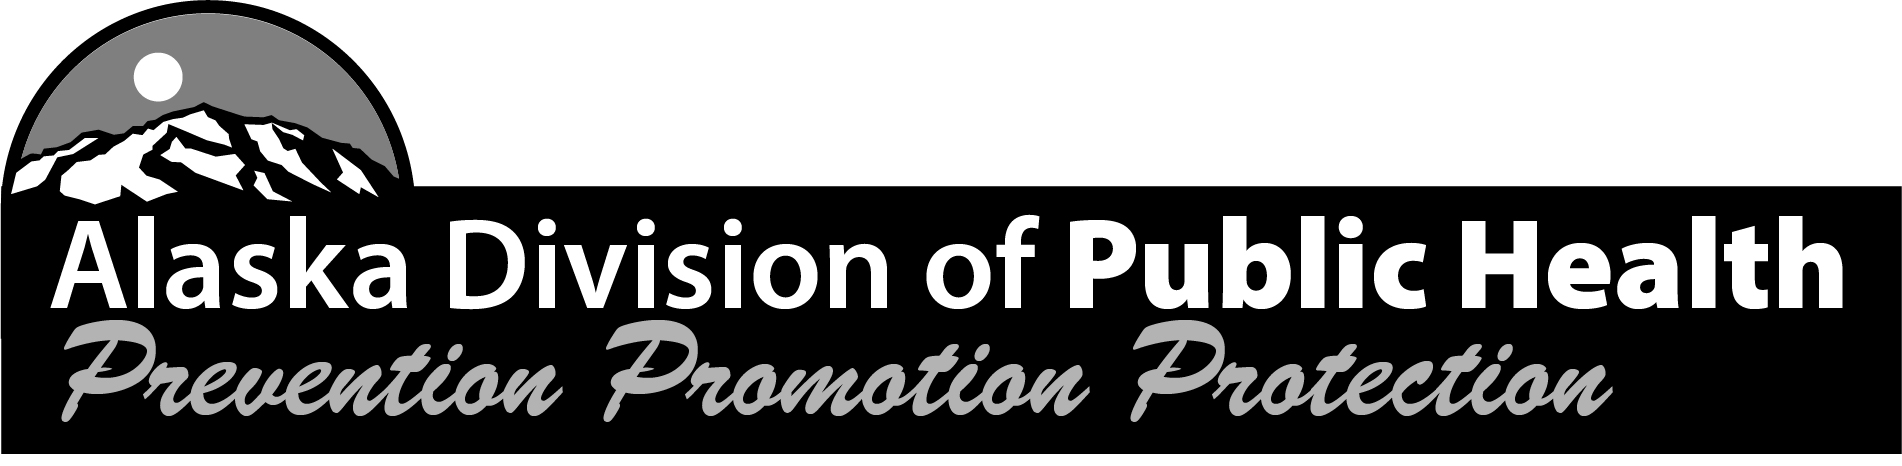 Alaska Division of Public Health
Prevention Promotion Protection